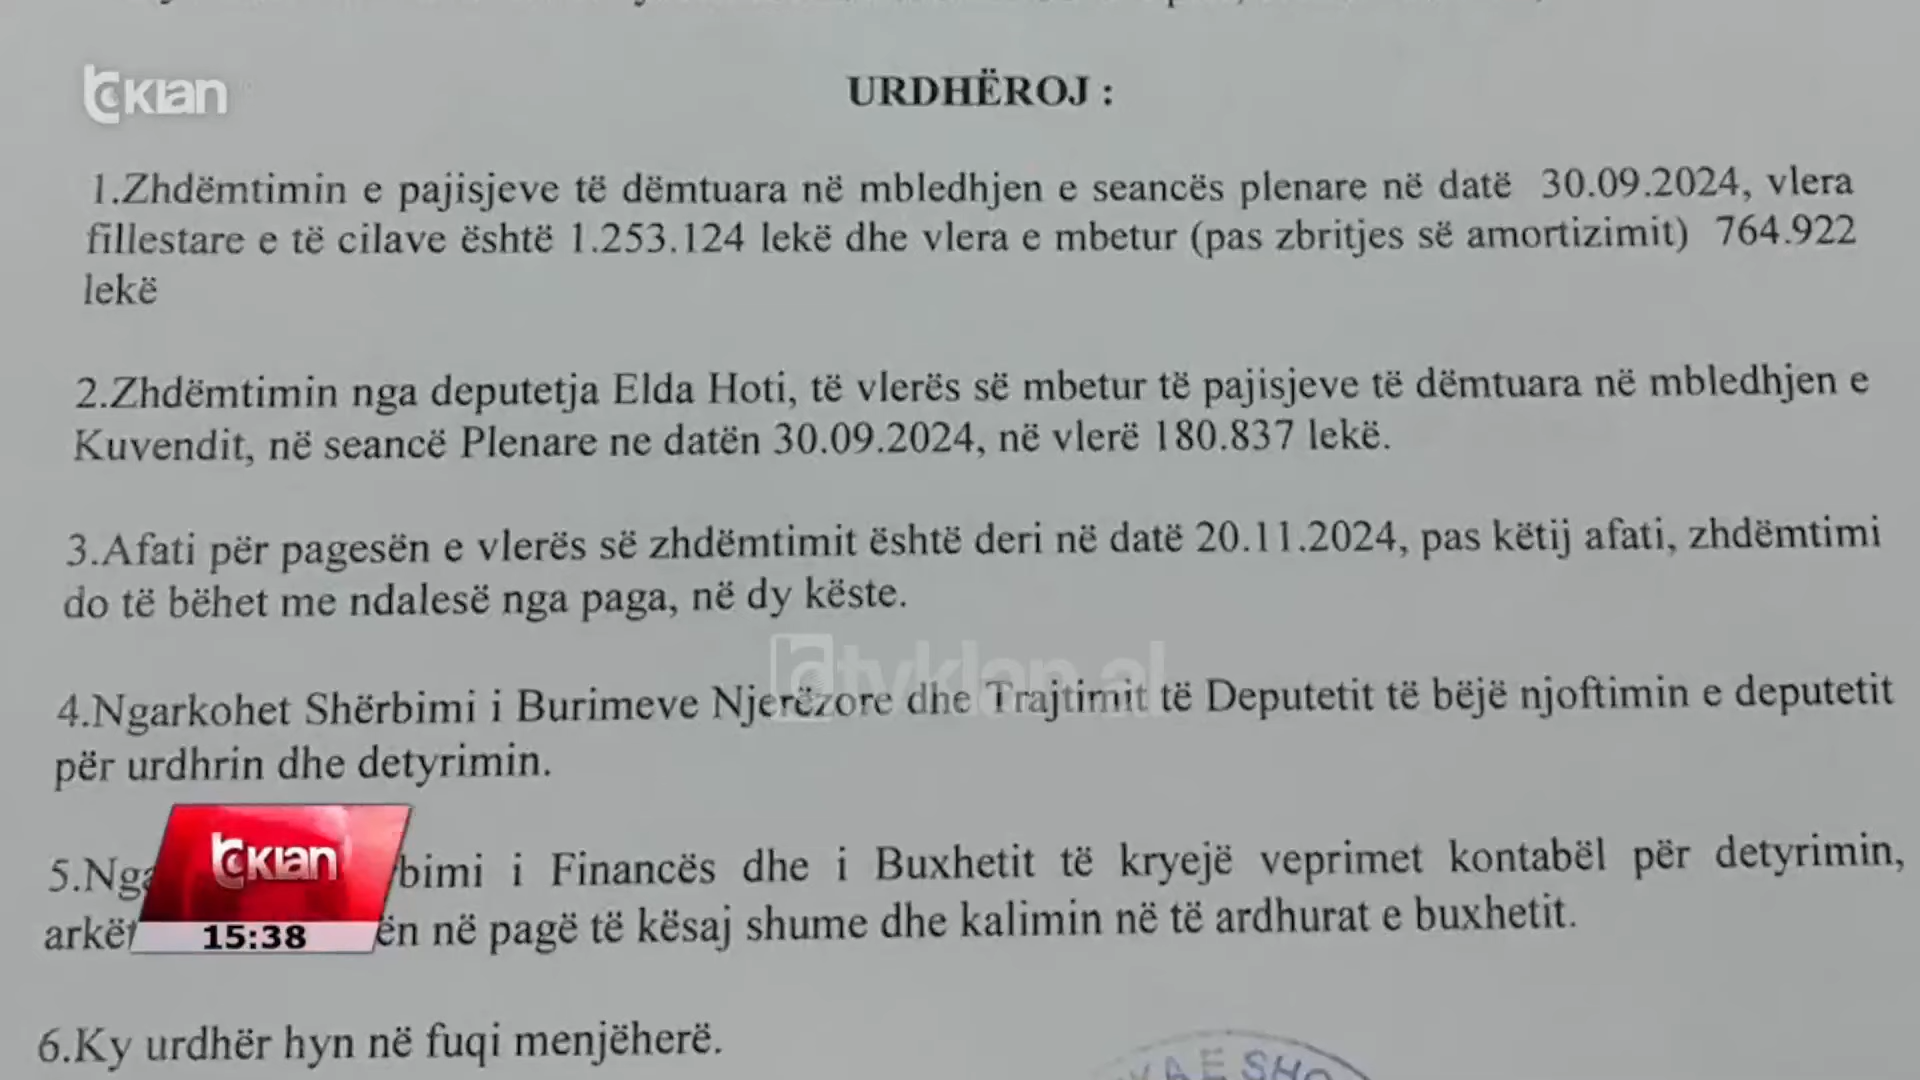 tv klan
URDHËROJ :
1.Zhdëmtimin e pajisjeve të dëmtuara në mbledhjen e seancës plenare në datë 30.09.2024, vlera
fillestare e të cilave është 1.253.124 lekë dhe vlera e mbetur (pas zbritjes së amortizimit) 764.922
lekë
2.Zhdëmtimin nga deputetja Elda Hoti, të vlerës së mbetur të pajisjeve të dëmtuara në mbledhjen e
Kuvendit, në seancë Plenare ne datën 30.09.2024, në vlerë 180.837 lekë.
3.Afati për pagesën e vlerës së zhdëmtimit është deri në datë 20.11.2024, pas këtij afati, zhdëmtimi
do të bëhet me ndalesë nga paga, në dy këste.
tvklan.al
4.Ngarkohet Shërbimi i Burimeve Njerëzore dhe Trajtimit të Deputetit të bëjë njoftimin e deputetit
për urdhrin dhe detyrimin.
5.Nga bimi i Financës dhe i Buxhetit të kryejë veprimet kontabël për detyrimin,
arkët ën në pagë të kësaj shume dhe kalimin në të ardhurat e buxhetit.
tv klan
15:38
6.Ky urdhër hyn në fuqi menjëherë.